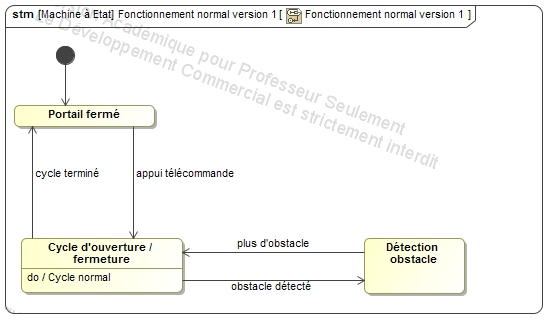 stm [Machine à Etat] Fonctionnement normal version 1 [ Fonctionnement normal version 1 ]
Académique pour Professeur Seulement
Le Développement Commercial est strictement interdit
Portail fermé
cycle terminé
appui télécommande
Cycle d'ouverture /
fermeture
do / Cycle normal
plus d'obstacle
obstacle détecté
Détection
obstacle